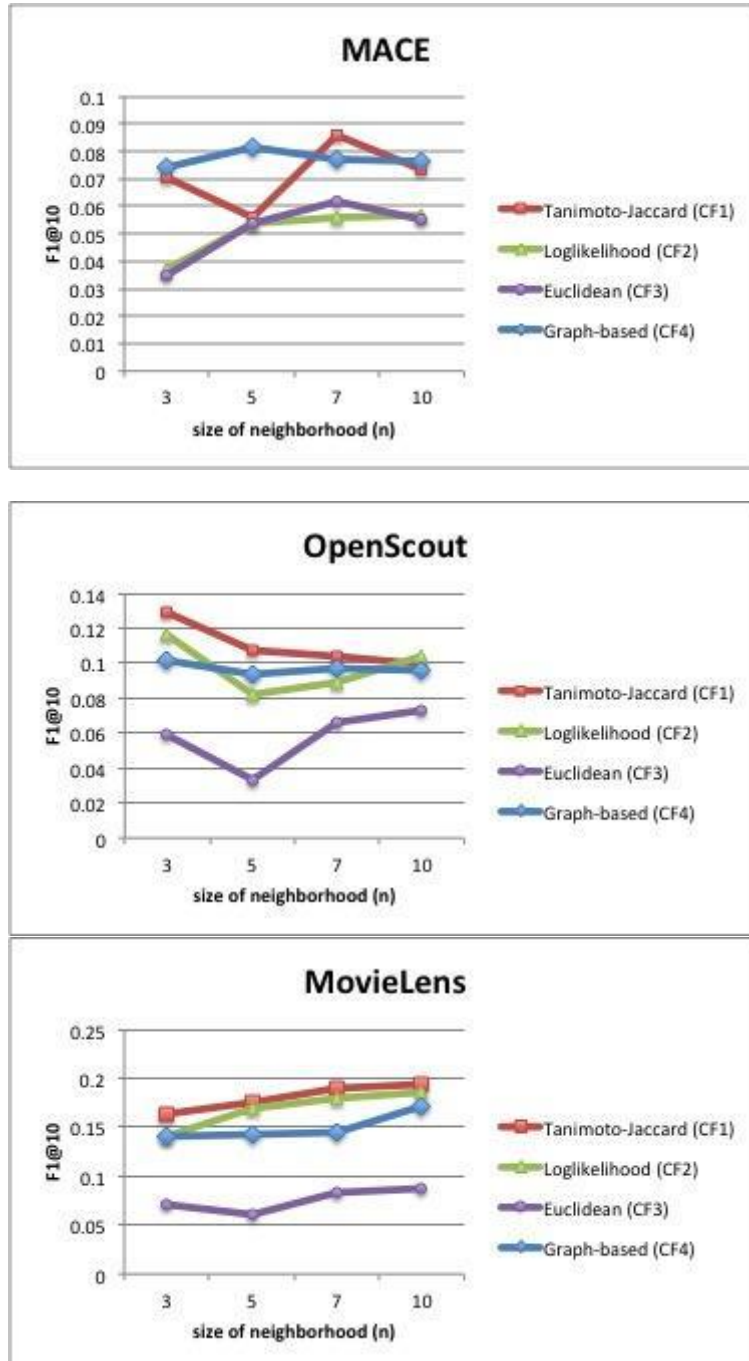 MACE
0.1
0.09
0.08
0.07
0.06
0.05
0.04
0.03
0.02
0.01
0
F1@10
3 5 7 10
size of neighborhood (n)
Tanimoto-Jaccard (CF1)
Loglikelihood (CF2)
Euclidean (CF3)
Graph-based (CF4)
OpenScout
0.14
0.12
0.1
0.08
0.06
0.04
0.02
0
F1@10
3 5 7 10
size of neighborhood (n)
Tanimoto-Jaccard (CF1)
Loglikelihood (CF2)
Euclidean (CF3)
Graph-based (CF4)
MovieLens
0.25
0.2
0.15
0.1
0.05
0
F1@10
3 5 7 10
size of neighborhood (n)
Tanimoto-Jaccard (CF1)
Loglikelihood (CF2)
Euclidean (CF3)
Graph-based (CF4)